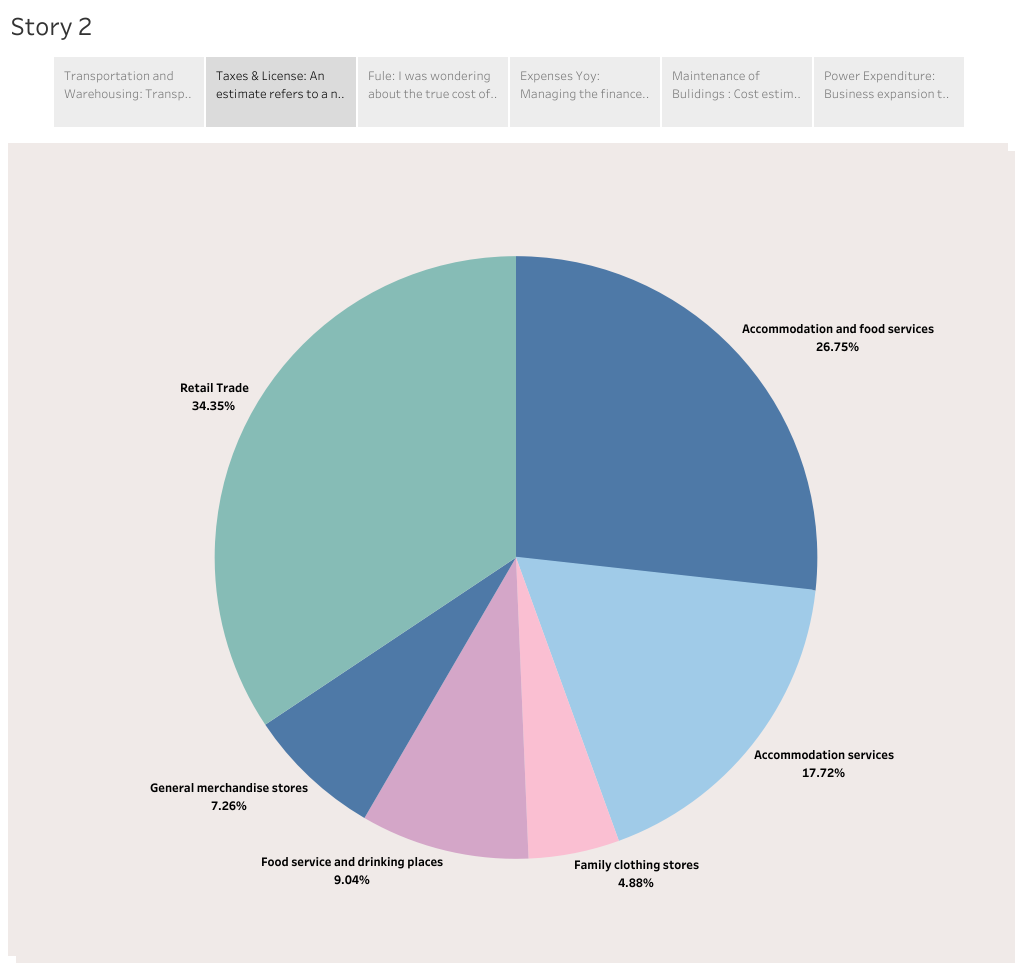 Story 2
Transportation and
Warehousing: Transp..
Taxes & License: An
estimate refers to a n..
Fule: I was wondering
about the true cost of..
Expenses Yoy:
Managing the finance..
Maintenance of
Bulidings : Cost estim..
Power Expenditure:
Business expansion t..
Accommodation and food services
26.75%
Retail Trade
34.35%
Accommodation services
17.72%
General merchandise stores
7.26%
Food service and drinking places
9.04%
Family clothing stores
4.88%